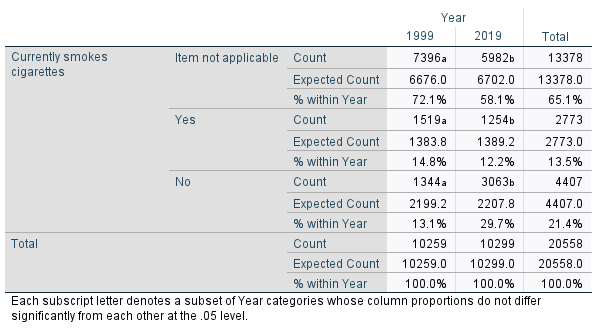 Year
1999 2019 Total
Currently smokes cigarettes Item not applicable Count 7396a 5982b 13378
Expected Count 6676.0 6702.0 13378.0
% within Year 72.1% 58.1% 65.1%
Yes Count 1519a 1254b 2773
Expected Count 1383.8 1389.2 2773.0
% within Year 14.8% 12.2% 13.5%
No Count 1344a 3063b 4407
Expected Count 2199.2 2207.8 4407.0
% within Year 13.1% 29.7% 21.4%
Total Count 10259 10299 20558
Expected Count 10259.0 10299.0 20558.0
% within Year 100.0% 100.0% 100.0%
Each subscript letter denotes a subset of Year categories whose column proportions do not differ
significantly from each other at the .05 level.